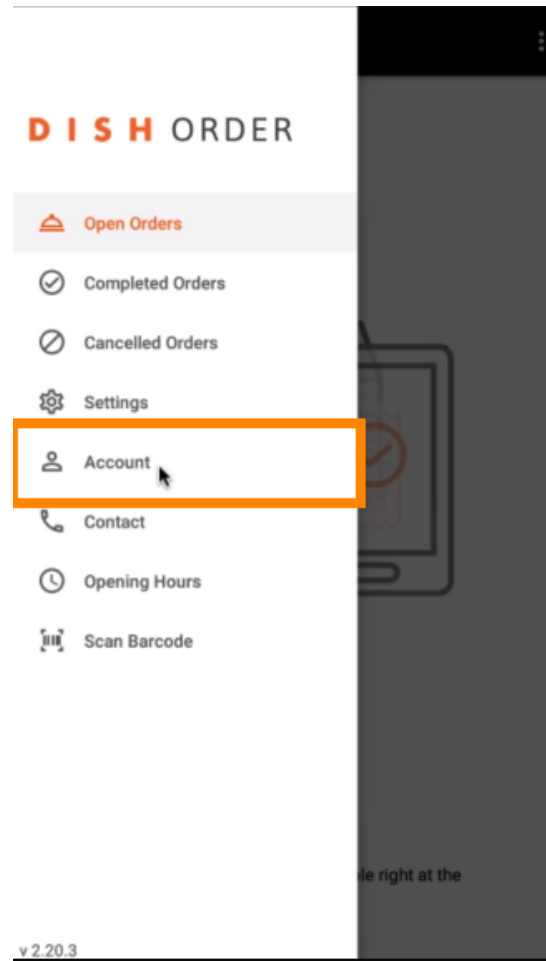 DISH ORDER
Open Orders
Completed Orders
Cancelled Orders
Settings
Account
Contact
Opening Hours
Scan Barcode
right at the
v 2.20.3